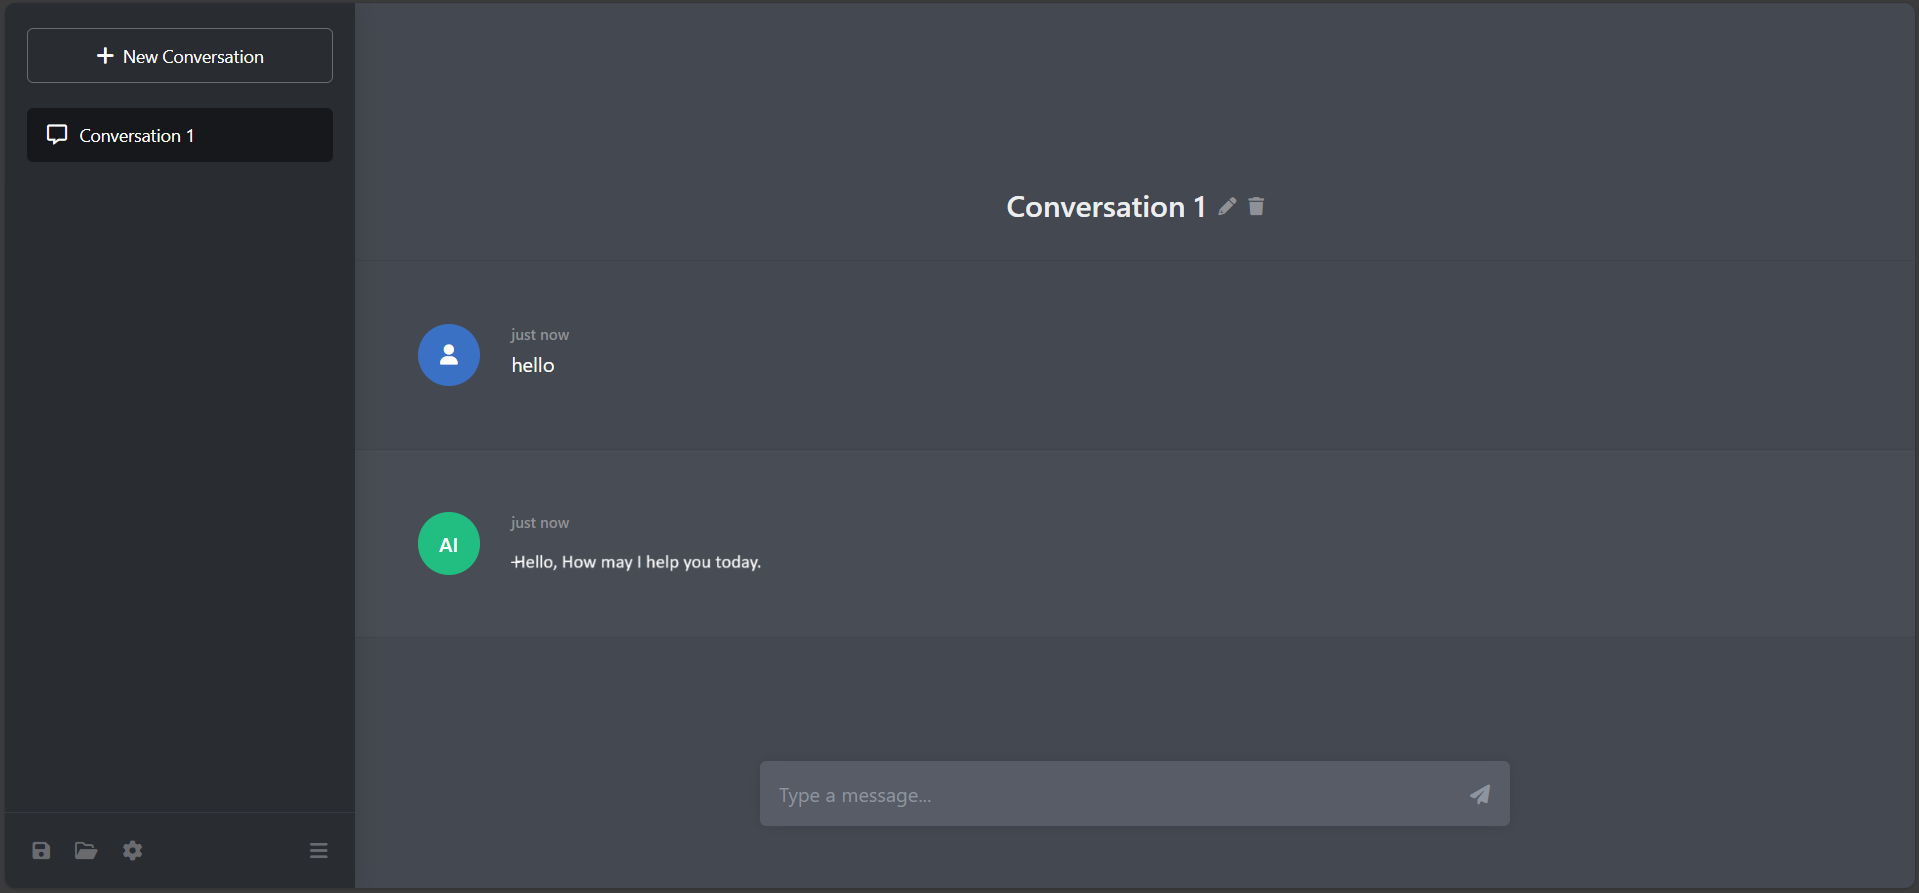 New Conversation
Conversation 1
Conversation 1
just now
hello
AI
just now
Hello, How may I help you today.
Type a message...